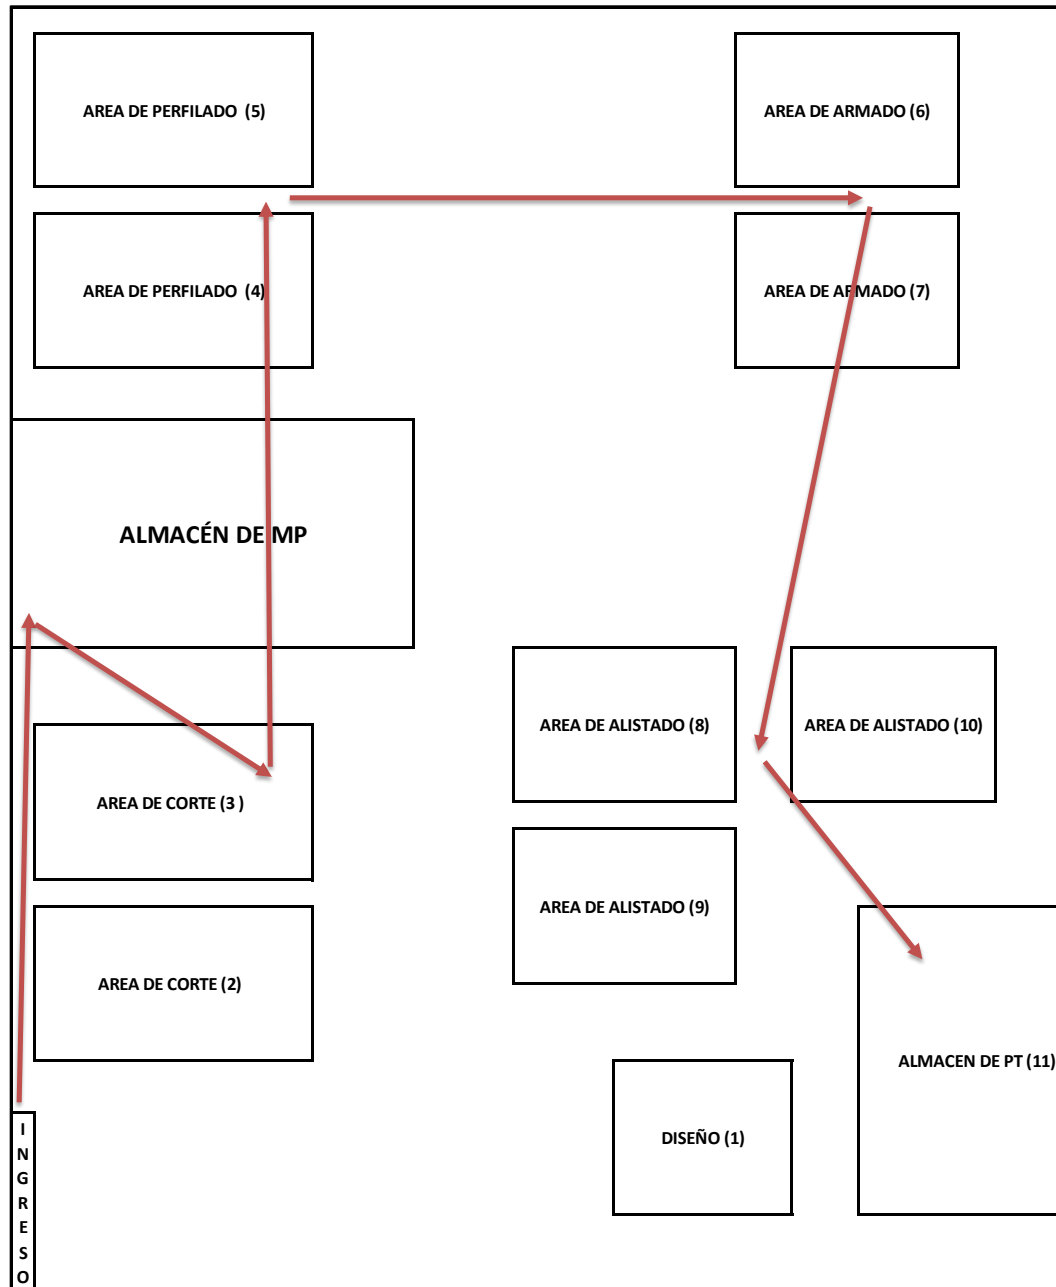 AREA DE PERFILADO (5)
AREA DE ARMADO (6)
AREA DE PERFILADO (4)
AREA DE ARMADO (7)
ALMACÉN DE MP
AREA DE ALISTADO (8)
AREA DE ALISTADO (10)
AREA DE CORTE (3 )
AREA DE ALISTADO (9)
AREA DE CORTE (2)
ALMACEN DE PT (11)
DISEÑO (1)
I
N
G
R
E
S
O